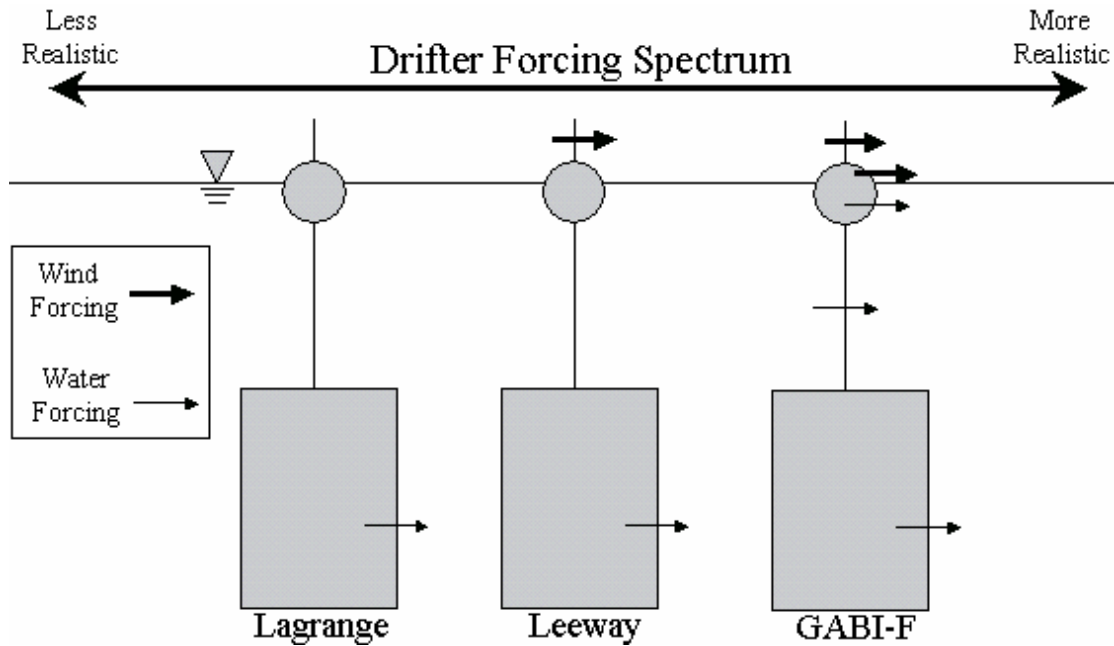 Less
Realistic
More
Realistic
Drifter Forcing Spectrum
Wind
Forcing
Water
Forcing
Lagrange
Leeway
GABI-F